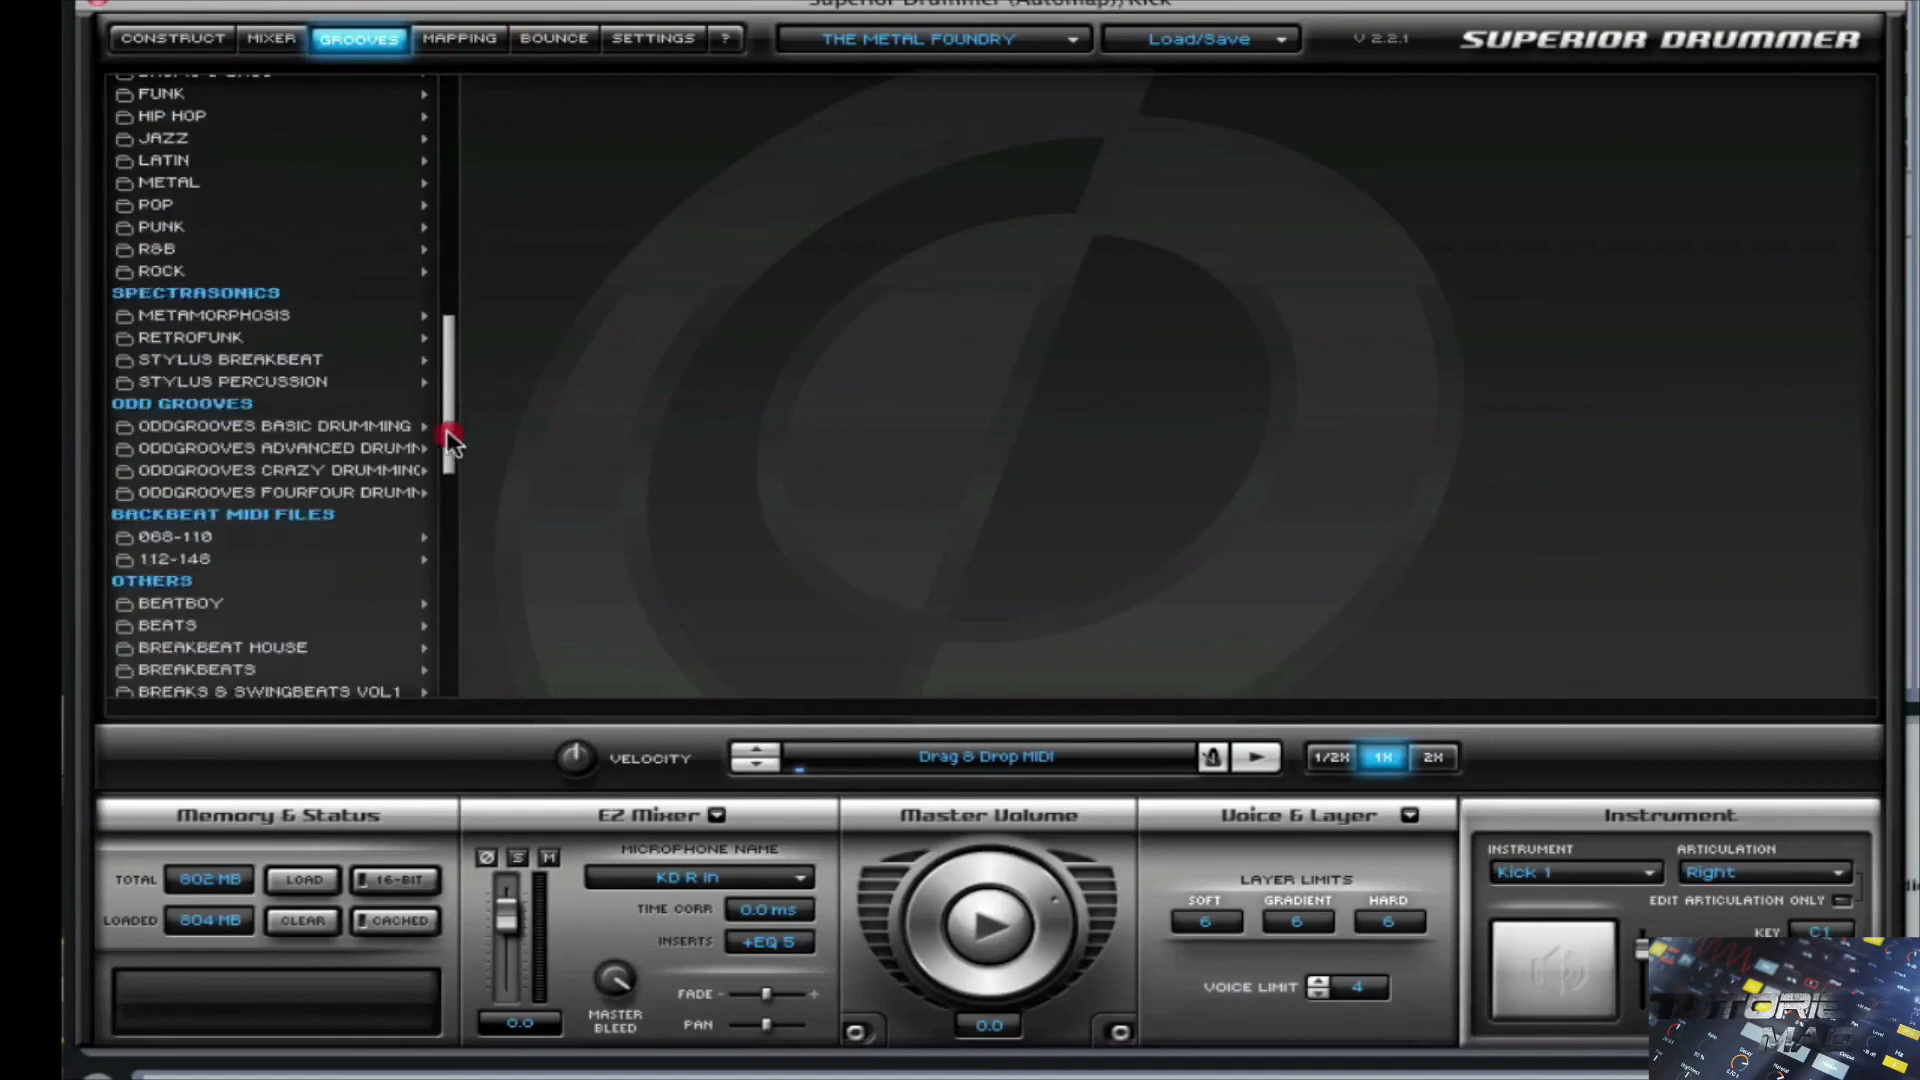 Superior Drummer (Automap), Kick
CONSTRUCT MIXER GROOVES MAPPING BOUNCE SETTINGS ?
THE METAL FOUNDRY
Load/Save
V 2.2.1
SUPERIOR DRUMMER
FUNK
HIP HOP
JAZZ
LATIN
METAL
POP
PUNK
R&B
ROCK
SPECTRASONICS
METAMORPHOSIS
RETROFUNK
STYLUS BREAKBEAT
STYLUS PERCUSSION
ODD GROOVES
ODDGROOVES BASIC DRUMMING
ODDGROOVES ADVANCED DRUMN
ODDGROOVES CRAZY DRUMMING
ODDGROOVES FOURFOUR DRUMN
BACKBEAT MIDI FILES
068-110
112-148
OTHERS
BEATBOY
BEATS
BREAKBEAT HOUSE
BREAKBEATS
BREAKS & SWINGBEATS VOL1
VELOCITY
Drag & Drop MIDI
1/2X 1X 2X
Memory & Status
TOTAL 802 MB LOAD 16-BIT
LOADED 804 MB CLEAR CACHED
EZ Mixer
Ø S M
MICROPHONE NAME
KD R In
TIME CORR 0.0 ms
INSERTS +EQ 5
FADE - +
MASTER BLEED
PAN
0.0
Master Volume
0.0
Voice & Layer
LAYER LIMITS
SOFT GRADIENT HARD
6 6 6
VOICE LIMIT 4
Instrument
INSTRUMENT ARTICULATION
Kick 1 Right
EDIT ARTICULATION ONLY
KEY C1